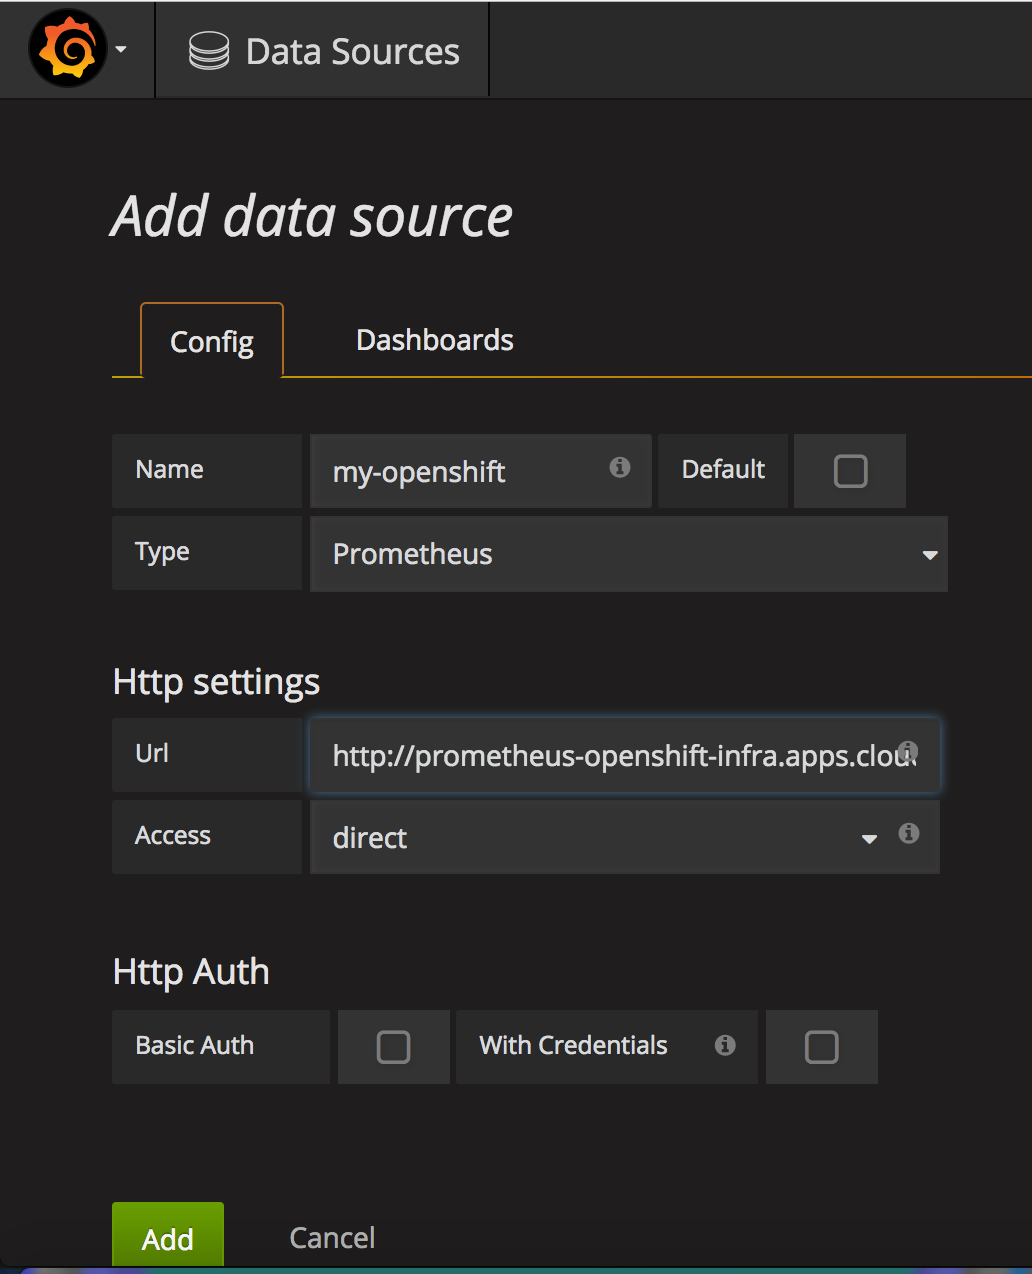 Data Sources
Add data source
Config Dashboards
Name my-openshift Default
Type Prometheus
Http settings
Url http://prometheus-openshift-infra.apps.clou
Access direct
Http Auth
Basic Auth With Credentials
Add Cancel